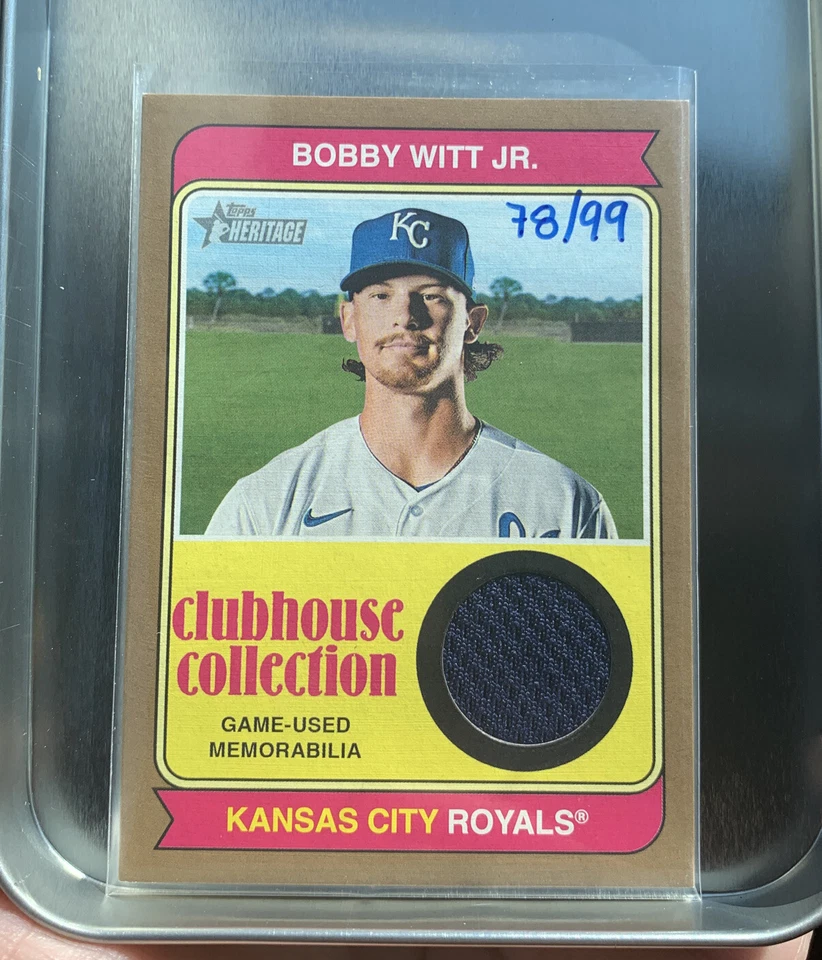 BOBBY WITT JR.
Topps
HERITAGE
78/99
KC
clubhouse
collection
GAME-USED
MEMORABILIA
KANSAS CITY ROYALS®